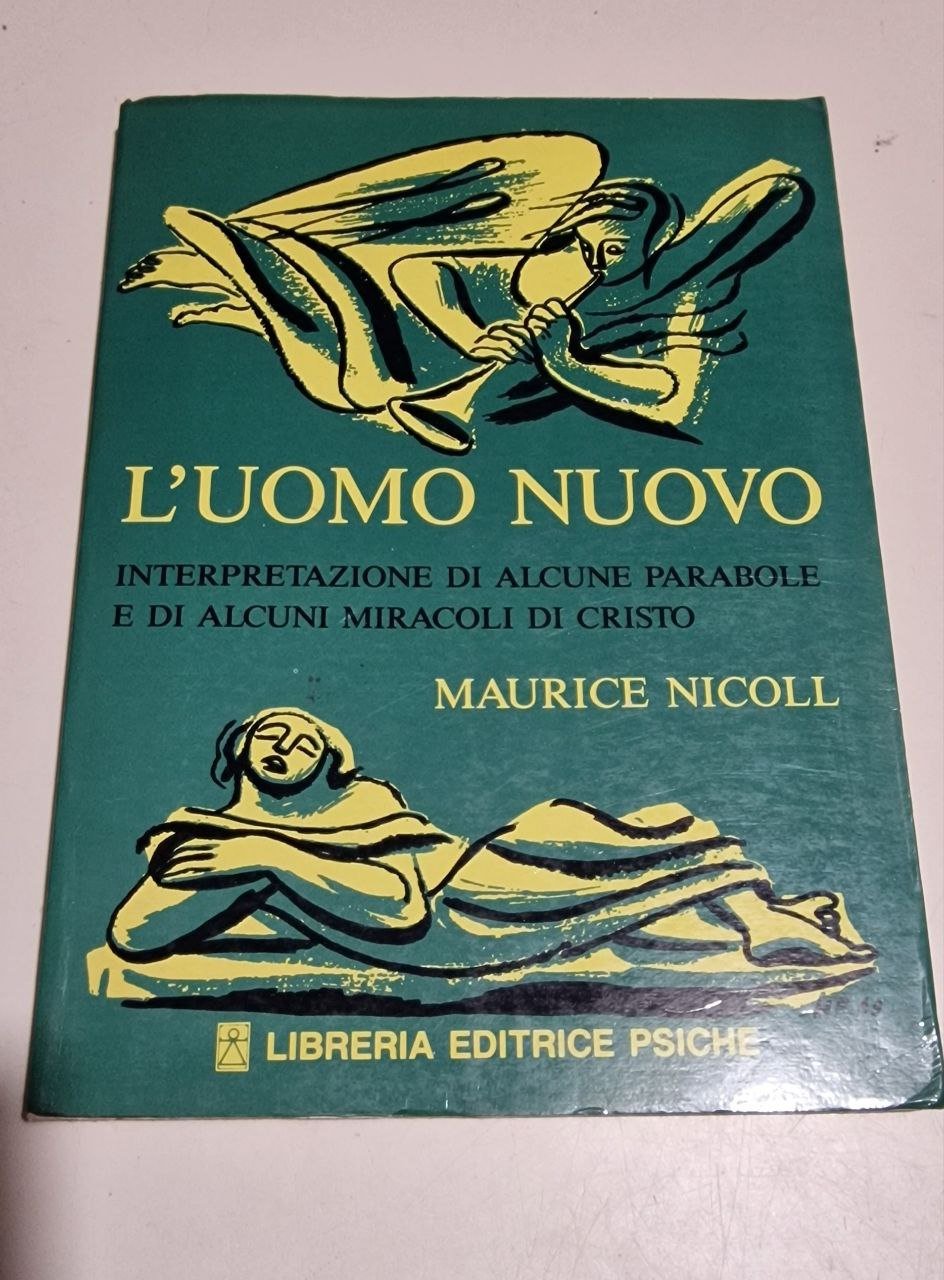 L'UOMO NUOVO
INTERPRETAZIONE DI ALCUNE PARABOLE
E DI ALCUNI MIRACOLI DI CRISTO
MAURICE NICOLL
LIBRERIA EDITRICE PSICHE